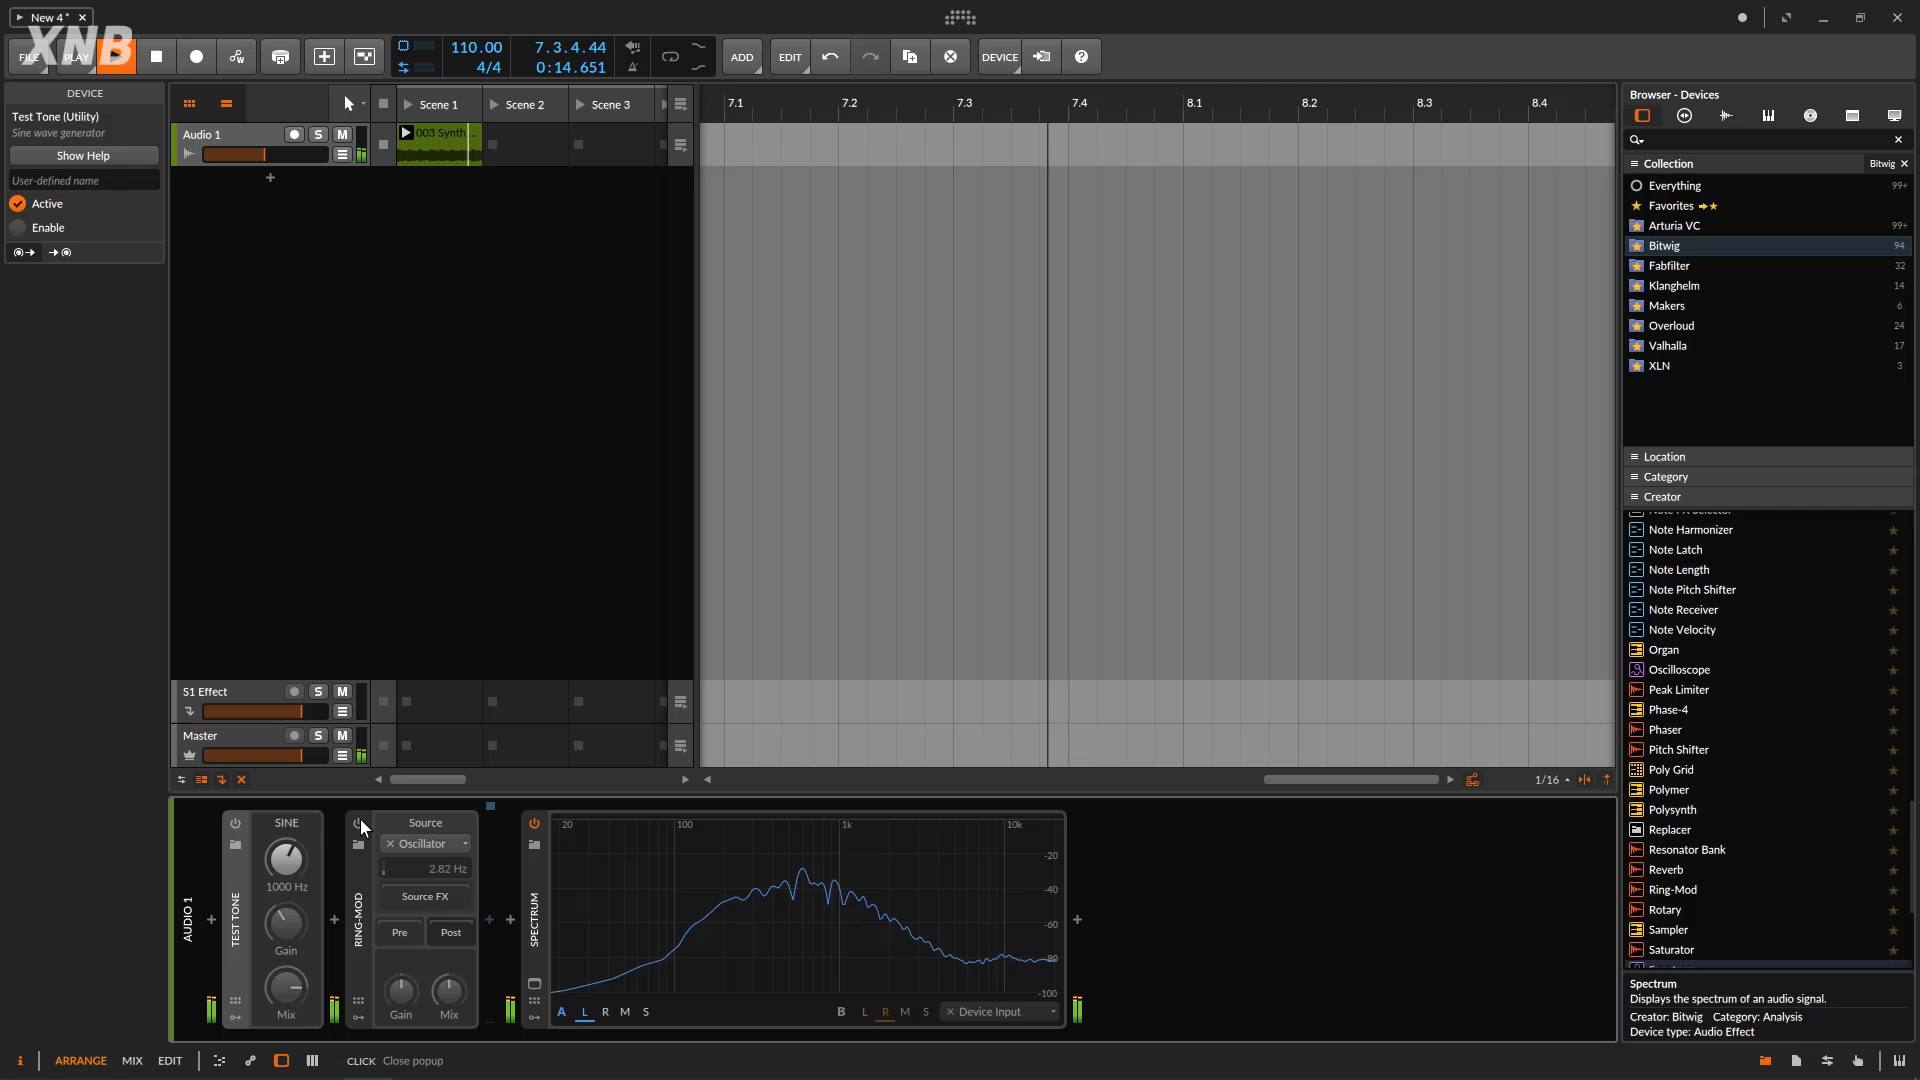 New 4*
XNB
FILE
PLAY
110.00
4/4
7.3.4.44
0:14.651
ADD
EDIT
DEVICE
DEVICE
Test Tone (Utility)
Sine wave generator
Show Help
User-defined name
Active
Enable
Scene 1
Scene 2
Scene 3
Audio 1
S
M
003 Synth ...
7.1
7.2
7.3
7.4
8.1
8.2
8.3
8.4
S1 Effect
S
M
Master
S
M
1/16
AUDIO 1
TEST TONE
SINE
1000 Hz
Gain
Mix
RING-MOD
Source
Oscillator
2.82 Hz
Source FX
Pre
Post
Gain
Mix
SPECTRUM
20
100
1k
10k
-20
-40
-60
-80
-100
A
L
R
M
S
B
L
R
M
S
Device Input
Browser - Devices
Collection
Bitwig
Everything
99+
Favorites
Arturia VC
99+
Bitwig
94
Fabfilter
32
Klanghelm
14
Makers
6
Overloud
24
Valhalla
17
XLN
3
Location
Category
Creator
Note FX Selector
Note Harmonizer
Note Latch
Note Length
Note Pitch Shifter
Note Receiver
Note Velocity
Organ
Oscilloscope
Peak Limiter
Phase-4
Phaser
Pitch Shifter
Poly Grid
Polymer
Polysynth
Replacer
Resonator Bank
Reverb
Ring-Mod
Rotary
Sampler
Saturator
Spectrum
Displays the spectrum of an audio signal.
Creator: Bitwig Category: Analysis
Device type: Audio Effect
i
ARRANGE
MIX
EDIT
CLICK Close popup